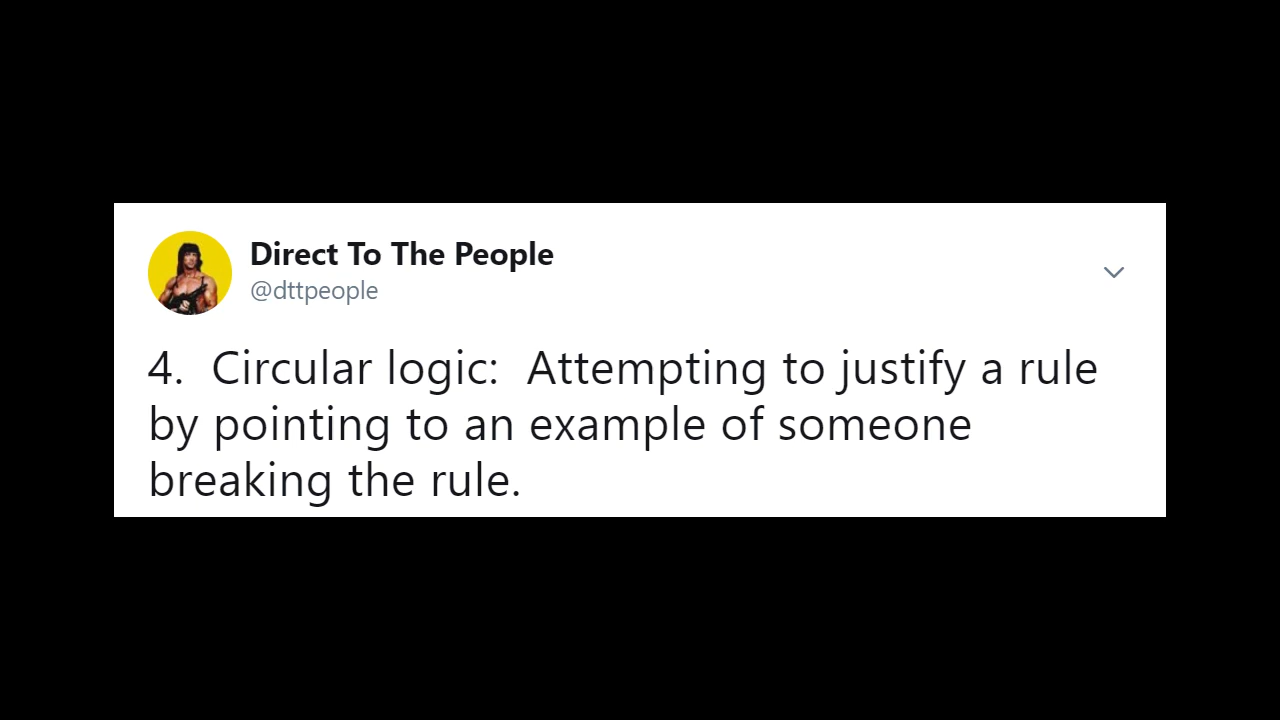 Direct To The People
@dttpeople
4. Circular logic: Attempting to justify a rule
by pointing to an example of someone
breaking the rule.